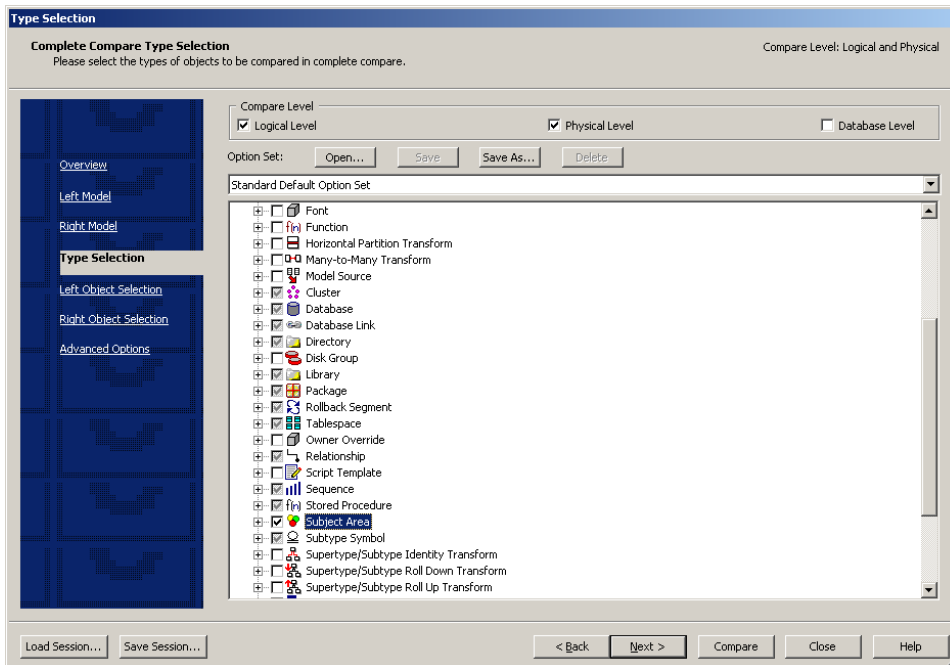 Type Selection
Complete Compare Type Selection
Compare Level: Logical and Physical
Please select the types of objects to be compared in complete compare.
Overview
Left Model
Right Model
Type Selection
Left Object Selection
Right Object Selection
Advanced Options
Compare Level
Logical Level
Physical Level
Database Level
Option Set:
Open...
Save
Save As...
Delete
Standard Default Option Set
Font
f(n) Function
Horizontal Partition Transform
Many-to-Many Transform
Model Source
Cluster
Database
Database Link
Directory
Disk Group
Library
Package
Rollback Segment
Tablespace
Owner Override
Relationship
Script Template
Sequence
f(n) Stored Procedure
Subject Area
Subtype Symbol
Supertype/Subtype Identity Transform
Supertype/Subtype Roll Down Transform
Supertype/Subtype Roll Up Transform
Load Session...
Save Session...
< Back
Next >
Compare
Close
Help